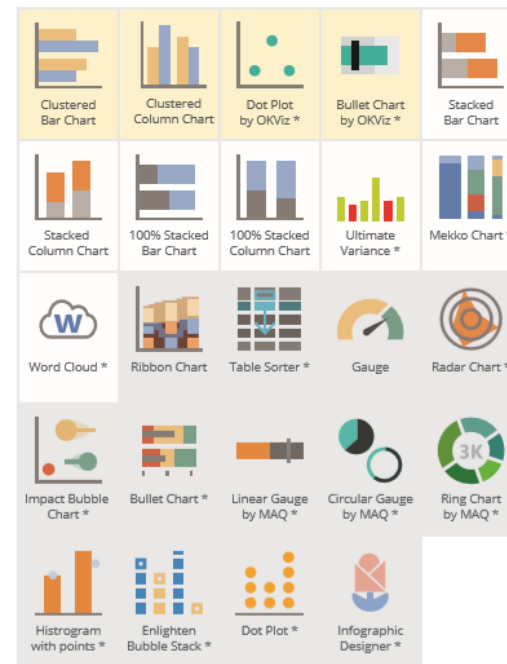 Clustered
Bar Chart
Clustered
Column Chart
Dot Plot
by OKViz *
Bullet Chart
by OKViz *
Stacked
Bar Chart
Stacked
Column Chart
100% Stacked
Bar Chart
100% Stacked
Column Chart
Ultimate
Variance *
Mekko Chart *
W
Word Cloud *
Ribbon Chart
Table Sorter *
Gauge
Radar Chart *
Impact Bubble
Chart *
Bullet Chart *
Linear Gauge
by MAQ *
Circular Gauge
by MAQ *
3K
Ring Chart
by MAQ *
Histrogram
with points *
Enlighten
Bubble Stack *
Dot Plot *
Infographic
Designer *